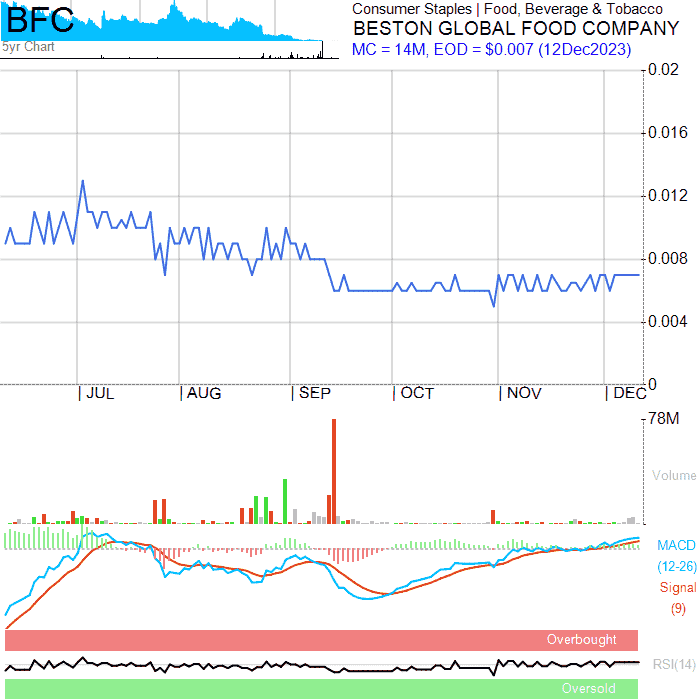 BFC
5yr Chart
Consumer Staples | Food, Beverage & Tobacco
BESTON GLOBAL FOOD COMPANY
MC = 14M, EOD = $0.007 (12Dec2023)
0.02
0.016
0.012
0.008
0.004
0
| JUL | AUG | SEP | OCT | NOV | DEC
78M
Volume
MACD
(12-26)
Signal
(9)
Overbought
RSI(14)
Oversold